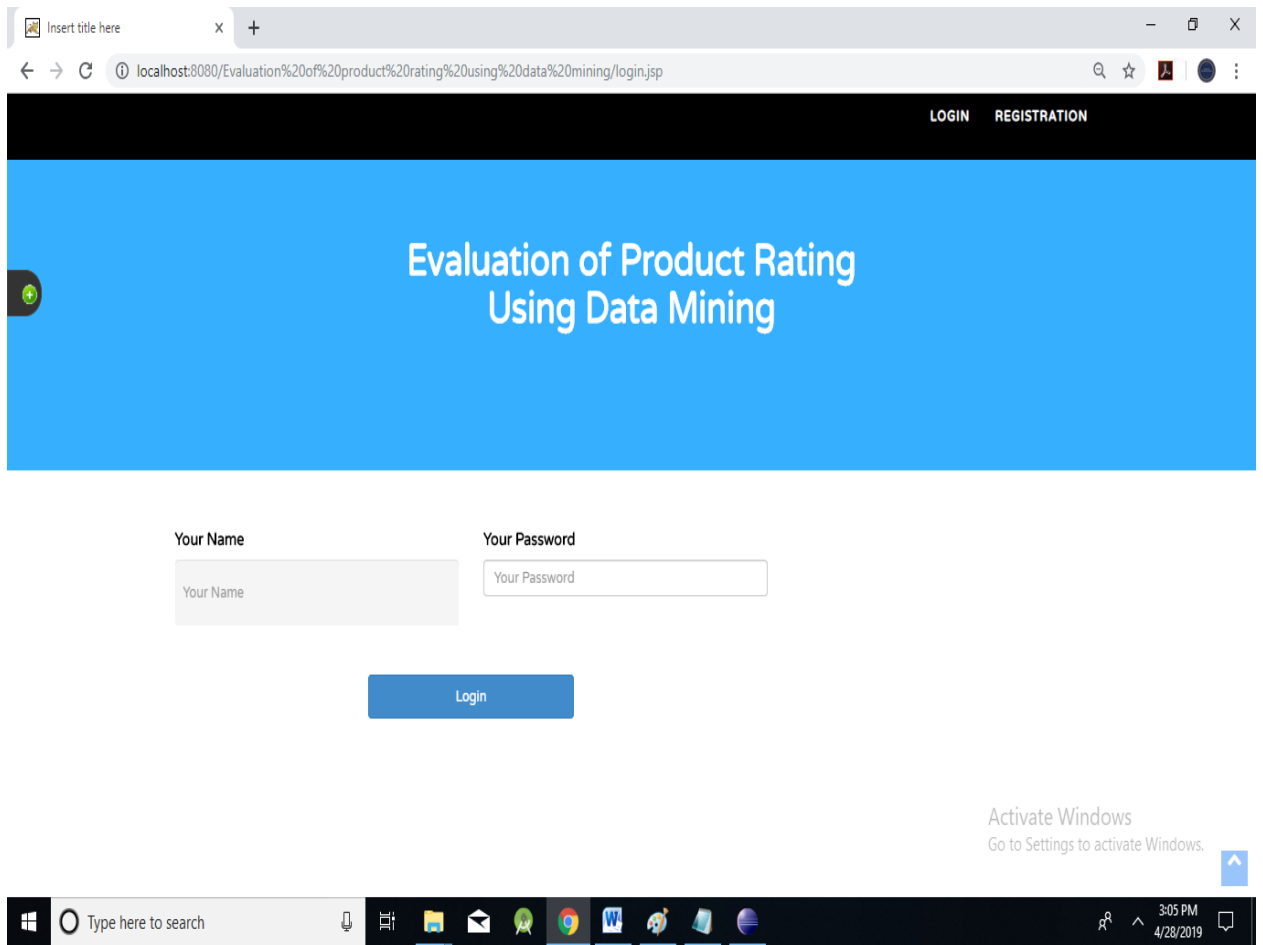 Insert title here
localhost:8080/Evaluation%20of%20product%20rating%20using%20data%20mining/login.jsp
LOGIN REGISTRATION
Evaluation of Product Rating
Using Data Mining
Your Name Your Password
Your Name Your Password
Login
Activate Windows
Go to Settings to activate Windows.
Type here to search
3:05 PM
4/28/2019